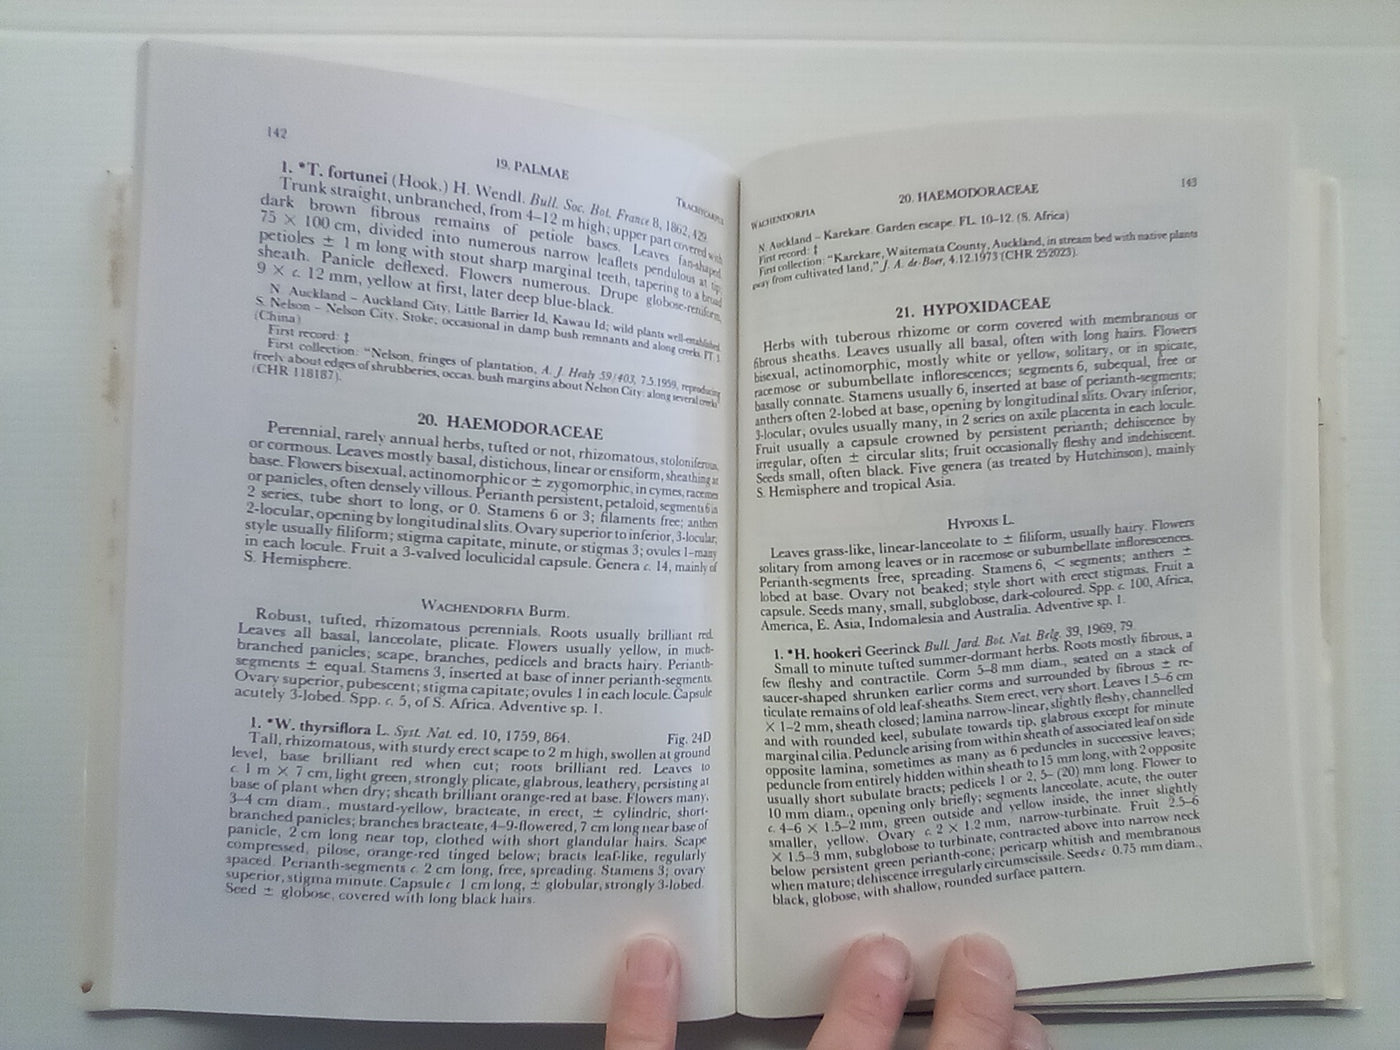 142
19. PALMAE
TRACHYCARPUS
1. *T. fortunei (Hook.) H. Wendl. Bull. Soc. Bot. France 8, 1862, 429.
Trunk straight, unbranched, from 4–12 m high; upper part covered with
dark brown fibrous remains of petiole bases. Leaves fan-shaped,
75 × 100 cm, divided into numerous narrow leaflets pendulous at tip;
petioles ± 1 m long with stout sharp marginal teeth, tapering to a broad
sheath. Panicle deflexed. Flowers numerous. Drupe globose-reniform,
9 × c. 12 mm, yellow at first, later deep blue-black.
N. Auckland – Auckland City, Little Barrier Id, Kawau Id; wild plants well-established.
S. Nelson – Nelson City, Stoke; occasional in damp bush remnants and along creeks. FT.
(China)
First record: ‡
First collection: "Nelson, fringes of plantation, A. J. Healy 59/403, 7.5.1959, reproducing
freely about edges of shrubberies, occas. bush margins about Nelson City: along several creeks"
(CHR 118187).
20. HAEMODORACEAE
Perennial, rarely annual herbs, tufted or not, rhizomatous, stoloniferous,
or cormous. Leaves mostly basal, distichous, linear or ensiform, sheathing at
base. Flowers bisexual, actinomorphic or ± zygomorphic, in cymes, racemes
or panicles, often densely villous. Perianth persistent, petaloid, segments 6 in
2 series, tube short to long, or 0. Stamens 6 or 3; filaments free; anthers
2-locular, opening by longitudinal slits. Ovary superior to inferior, 3-locular;
style usually filiform; stigma capitate, minute, or stigmas 3; ovules 1–many
in each locule. Fruit a 3-valved loculicidal capsule. Genera c. 14, mainly of
S. Hemisphere.
WACHENDORFIA Burm.
Robust, tufted, rhizomatous perennials. Roots usually brilliant red.
Leaves all basal, lanceolate, plicate. Flowers usually yellow, in much-
branched panicles; scape, branches, pedicels and bracts hairy. Perianth-
segments ± equal. Stamens 3, inserted at base of inner perianth-segments.
Ovary superior, pubescent; stigma capitate; ovules 1 in each locule. Capsule
acutely 3-lobed. Spp. c. 5, of S. Africa. Adventive sp. 1.
1. *W. thyrsiflora L. Syst. Nat. ed. 10, 1759, 864. Fig. 24D
Tall, rhizomatous, with sturdy erect scape to 2 m high, swollen at ground
level, base brilliant red when cut; roots brilliant red. Leaves to
c. 1 m × 7 cm, light green, strongly plicate, glabrous, leathery, persisting at
base of plant when dry; sheath brilliant orange-red at base. Flowers many,
3–4 cm diam., mustard-yellow, bracteate, in erect, ± cylindric, short-
branched panicles; branches bracteate, 4–9-flowered, 7 cm long near base of
panicle, 2 cm long near top, clothed with short glandular hairs. Scape
compressed, pilose, orange-red tinged below; bracts leaf-like, regularly
spaced. Perianth-segments c. 2 cm long, free, spreading. Stamens 3; ovary
superior, stigma minute. Capsule c. 1 cm long, ± globular, strongly 3-lobed.
Seed ± globose, covered with long black hairs.
143
20. HAEMODORACEAE
WACHENDORFIA
N. Auckland – Karekare. Garden escape. FL. 10–12. (S. Africa)
First record: ‡
First collection: "Karekare, Waitemata County, Auckland, in stream bed with native plants
away from cultivated land," J. A. de Boer, 4.12.1973 (CHR 252023).
21. HYPOXIDACEAE
Herbs with tuberous rhizome or corm covered with membranous or
fibrous sheaths. Leaves usually all basal, often with long hairs. Flowers
bisexual, actinomorphic, mostly white or yellow, solitary, or in spicate,
racemose or subumbellate inflorescences; segments 6, subequal, free or
basally connate. Stamens usually 6, inserted at base of perianth-segments;
anthers often 2-lobed at base, opening by longitudinal slits. Ovary inferior,
3-locular, ovules usually many, in 2 series on axile placenta in each locule.
Fruit usually a capsule crowned by persistent perianth; dehiscence by
irregular, often ± circular slits; fruit occasionally fleshy and indehiscent.
Seeds small, often black. Five genera (as treated by Hutchinson), mainly
S. Hemisphere and tropical Asia.
HYPOXIS L.
Leaves grass-like, linear-lanceolate to ± filiform, usually hairy. Flowers
solitary from among leaves or in racemose or subumbellate inflorescences.
Perianth-segments free, spreading. Stamens 6, < segments; anthers ±
lobed at base. Ovary not beaked; style short with erect stigmas. Fruit a
capsule. Seeds many, small, subglobose, dark-coloured. Spp. c. 100, Africa,
America, E. Asia, Indomalesia and Australia. Adventive sp. 1.
1. *H. hookeri Geerinck Bull. Jard. Bot. Nat. Belg. 39, 1969, 79.
Small to minute tufted summer-dormant herbs. Roots mostly fibrous, a
few fleshy and contractile. Corm 5–8 mm diam., seated on a stack of
saucer-shaped shrunken earlier corms and surrounded by fibrous ± re-
ticulate remains of old leaf-sheaths. Stem erect, very short. Leaves 1.5–6 cm
× 1–2 mm, sheath closed; lamina narrow-linear, slightly fleshy, channelled
and with rounded keel, subulate towards tip, glabrous except for minute
marginal cilia. Peduncle arising from within sheath of associated leaf on side
opposite lamina, sometimes as many as 6 peduncles in successive leaves;
peduncle from entirely hidden within sheath to 15 mm long, with 2 opposite
usually short subulate bracts; pedicels 1 or 2, 5– (20) mm long. Flower to
10 mm diam., opening only briefly; segments lanceolate, acute, the outer
c. 4–6 × 1.5–2 mm, green outside and yellow inside, the inner slightly
smaller, yellow. Ovary c. 2 × 1.2 mm, narrow-turbinate. Fruit 2.5–6
× 1.5–3 mm, subglobose to turbinate, contracted above into narrow neck
below persistent green perianth-cone; pericarp whitish and membranous
when mature; dehiscence irregularly circumscissile. Seeds c. 0.75 mm diam.,
black, globose, with shallow, rounded surface pattern.